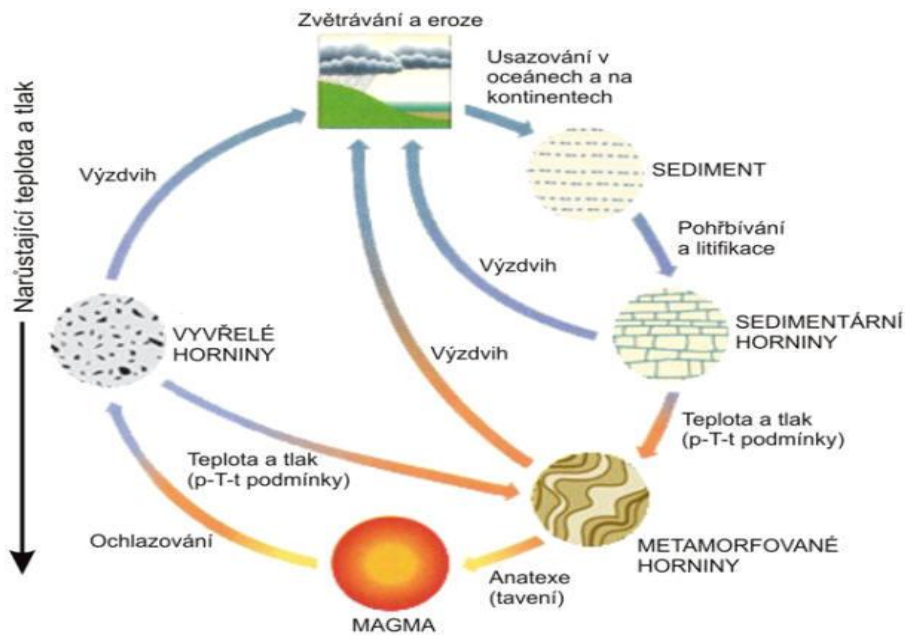 Zvětrávání a eroze
Usazování v
oceánech a na
kontinentech
SEDIMENT
Pohřbívání
a litifikace
SEDIMENTÁRNÍ
HORNINY
Teplota a tlak
(p-T-t podmínky)
METAMORFOVANÉ
HORNINY
Anatexe
(tavení)
MAGMA
Ochlazování
VYVŘELÉ
HORNINY
Teplota a tlak
(p-T-t podmínky)
Výzdvih
Výzdvih
Výzdvih
Narůstající teplota a tlak